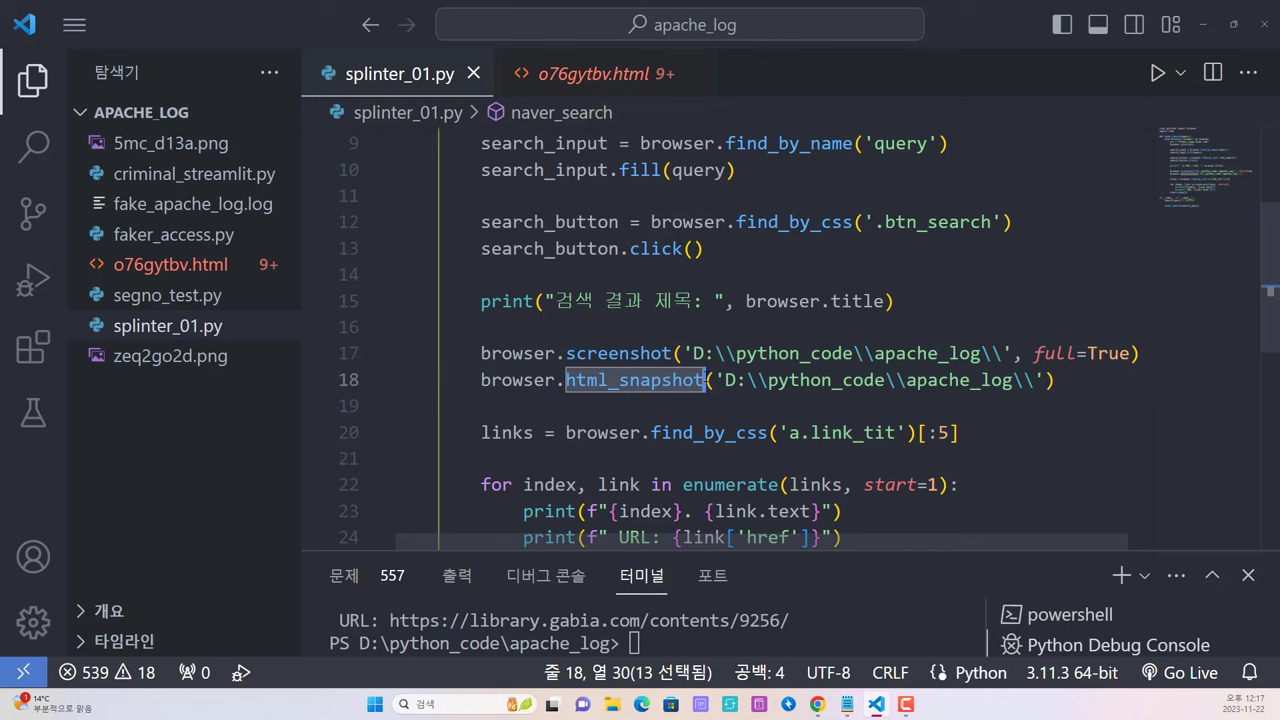 apache_log
탐색기
APACHE_LOG
5mc_d13a.png
criminal_streamlit.py
fake_apache_log.log
faker_access.py
o76gytbv.html 9+
segno_test.py
splinter_01.py
zeq2go2d.png
개요
타임라인
splinter_01.py
o76gytbv.html 9+
splinter_01.py > naver_search
9 search_input = browser.find_by_name('query')
10 search_input.fill(query)
11
12 search_button = browser.find_by_css('.btn_search')
13 search_button.click()
14
15 print("검색 결과 제목: ", browser.title)
16
17 browser.screenshot('D:\\python_code\\apache_log\\', full=True)
18 browser.html_snapshot('D:\\python_code\\apache_log\\')
19
20 links = browser.find_by_css('a.link_tit')[:5]
21
22 for index, link in enumerate(links, start=1):
23 print(f"{index}. {link.text}")
24 print(f" URL: {link['href']}")
문제 557 출력 디버그 콘솔 터미널 포트
URL: https://library.gabia.com/contents/9256/
PS D:\python_code\apache_log>
powershell
Python Debug Console
539 18 0 줄 18, 열 30(13 선택됨) 공백: 4 UTF-8 CRLF Python 3.11.3 64-bit Go Live
1
14°C
부분적으로 맑음
검색
오후 12:17
2023-11-22